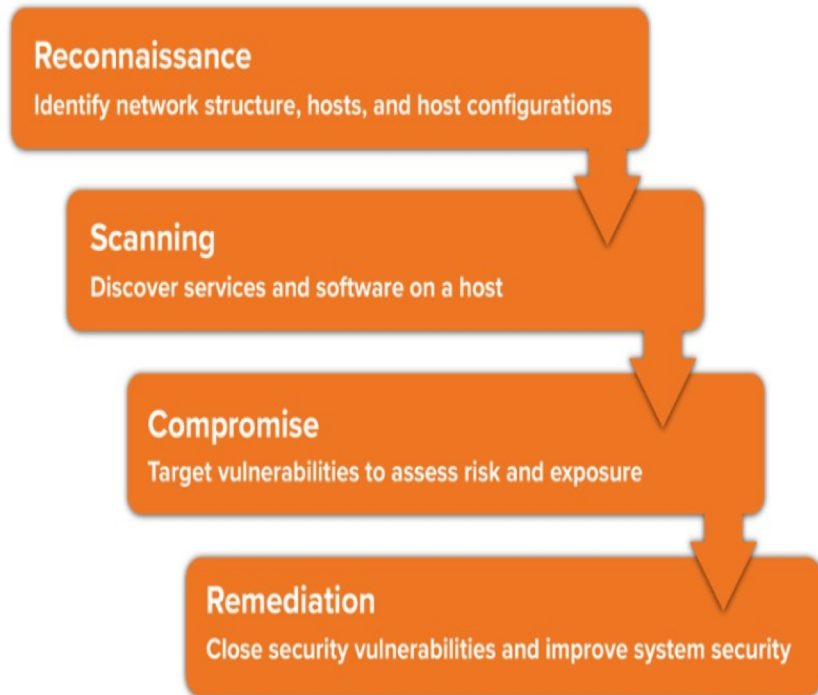 Reconnaissance
Identify network structure, hosts, and host configurations
Scanning
Discover services and software on a host
Compromise
Target vulnerabilities to assess risk and exposure
Remediation
Close security vulnerabilities and improve system security